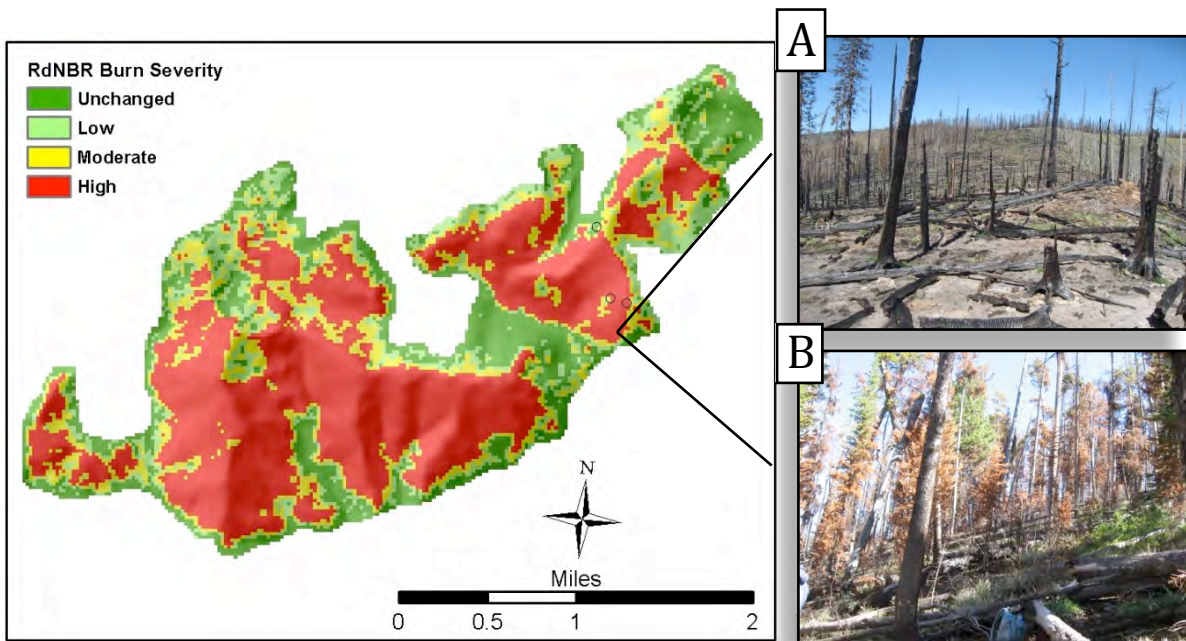 RdNBR Burn Severity
Unchanged
Low
Moderate
High
N
Miles
0 0.5 1 2
A
B